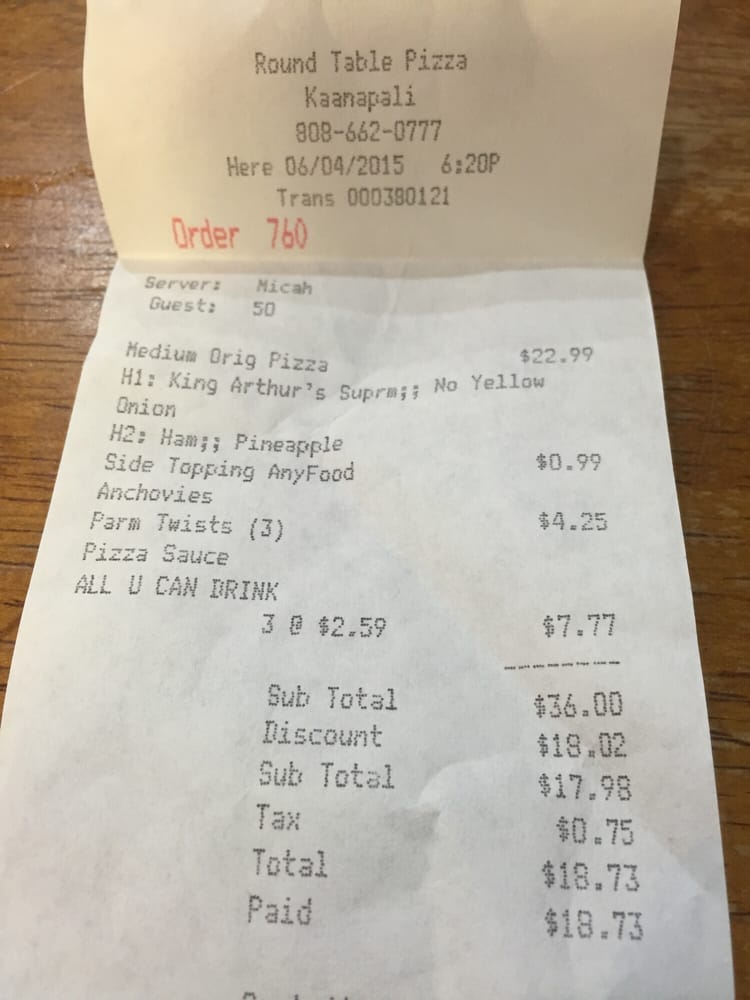 Round Table Pizza
Kaanapali
808-662-0777
Here 06/04/2015 6:20P
Trans 000380121
Order 760
Server: Micah
Guest: 50
Medium Orig Pizza $22.99
H1: King Arthur's Suprm;; No Yellow
Onion
H2: Ham;; Pineapple
Side Topping AnyFood $0.99
Anchovies
Parm Twists (3) $4.25
Pizza Sauce
ALL U CAN DRINK
3 @ $2.59 $7.77
Sub Total $36.00
Discount $18.02
Sub Total $17.98
Tax $0.75
Total $18.73
Paid $18.73